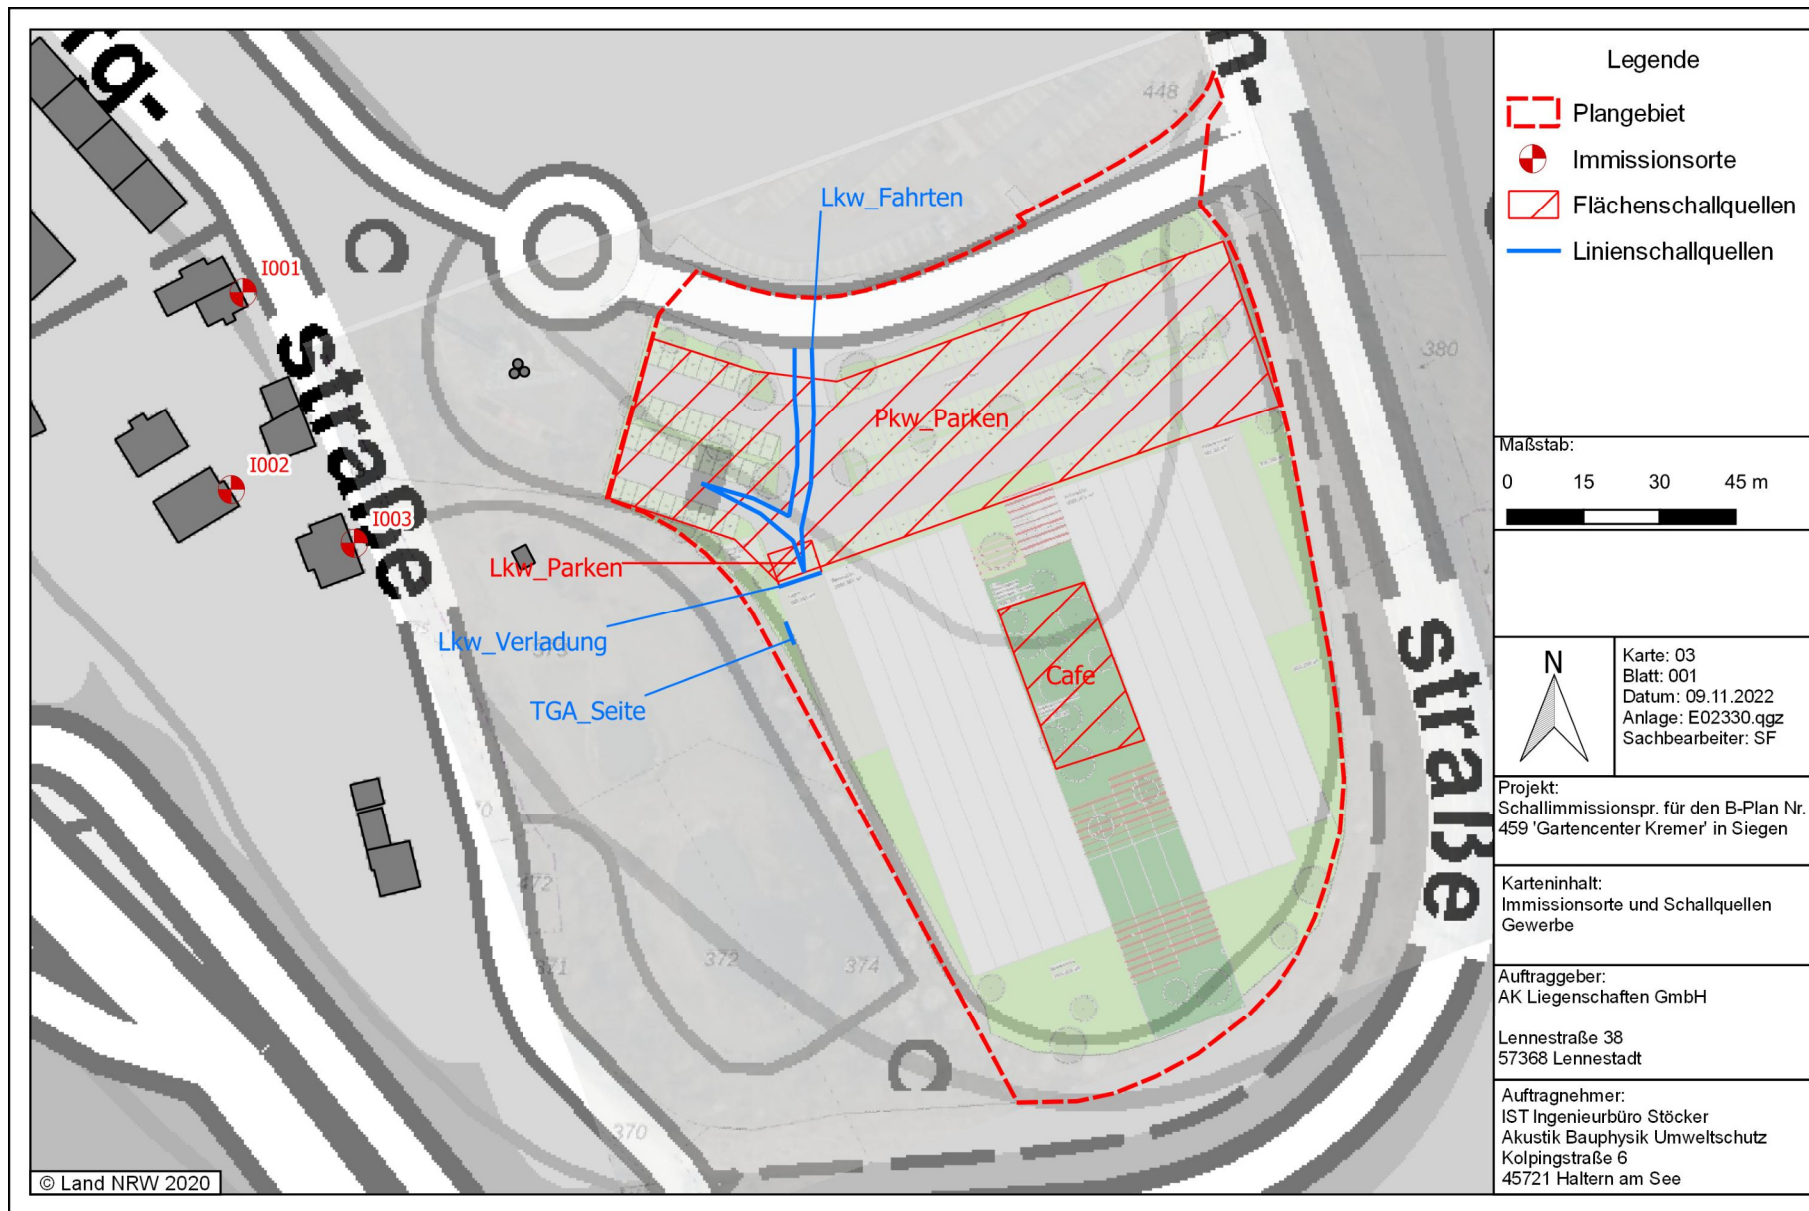 rg-
straße
n-
straße
448
380
373
472
371
372
374
370
I001
I002
I003
Lkw_Fahrten
Pkw_Parken
Lkw_Parken
Lkw_Verladung
TGA_Seite
Cafe
© Land NRW 2020
Legende
Plangebiet
Immissionsorte
Flächenschallquellen
Linienschallquellen
Maßstab:
0 15 30 45 m
N
Karte: 03
Blatt: 001
Datum: 09.11.2022
Anlage: E02330.qgz
Sachbearbeiter: SF
Projekt:
Schallimmissionspr. für den B-Plan Nr.
459 'Gartencenter Kremer' in Siegen
Karteninhalt:
Immissionsorte und Schallquellen
Gewerbe
Auftraggeber:
AK Liegenschaften GmbH
Lennestraße 38
57368 Lennestadt
Auftragnehmer:
IST Ingenieurbüro Stöcker
Akustik Bauphysik Umweltschutz
Kolpingstraße 6
45721 Haltern am See